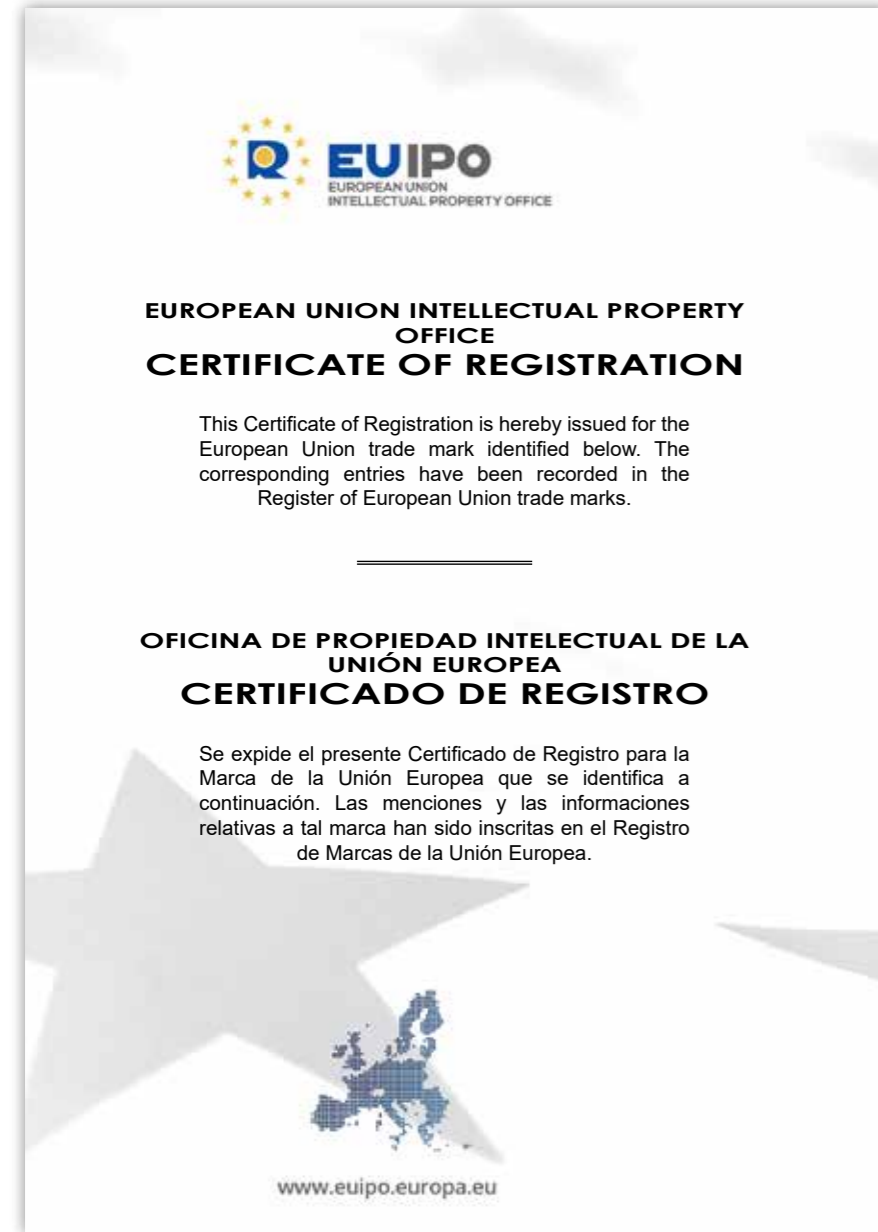 EUIPO
EUROPEAN UNION
INTELLECTUAL PROPERTY OFFICE
EUROPEAN UNION INTELLECTUAL PROPERTY
OFFICE
CERTIFICATE OF REGISTRATION
This Certificate of Registration is hereby issued for the
European Union trade mark identified below. The
corresponding entries have been recorded in the
Register of European Union trade marks.
OFICINA DE PROPIEDAD INTELECTUAL DE LA
UNIÓN EUROPEA
CERTIFICADO DE REGISTRO
Se expide el presente Certificado de Registro para la
Marca de la Unión Europea que se identifica a
continuación. Las menciones y las informaciones
relativas a tal marca han sido inscritas en el Registro
de Marcas de la Unión Europea.
www.euipo.europa.eu